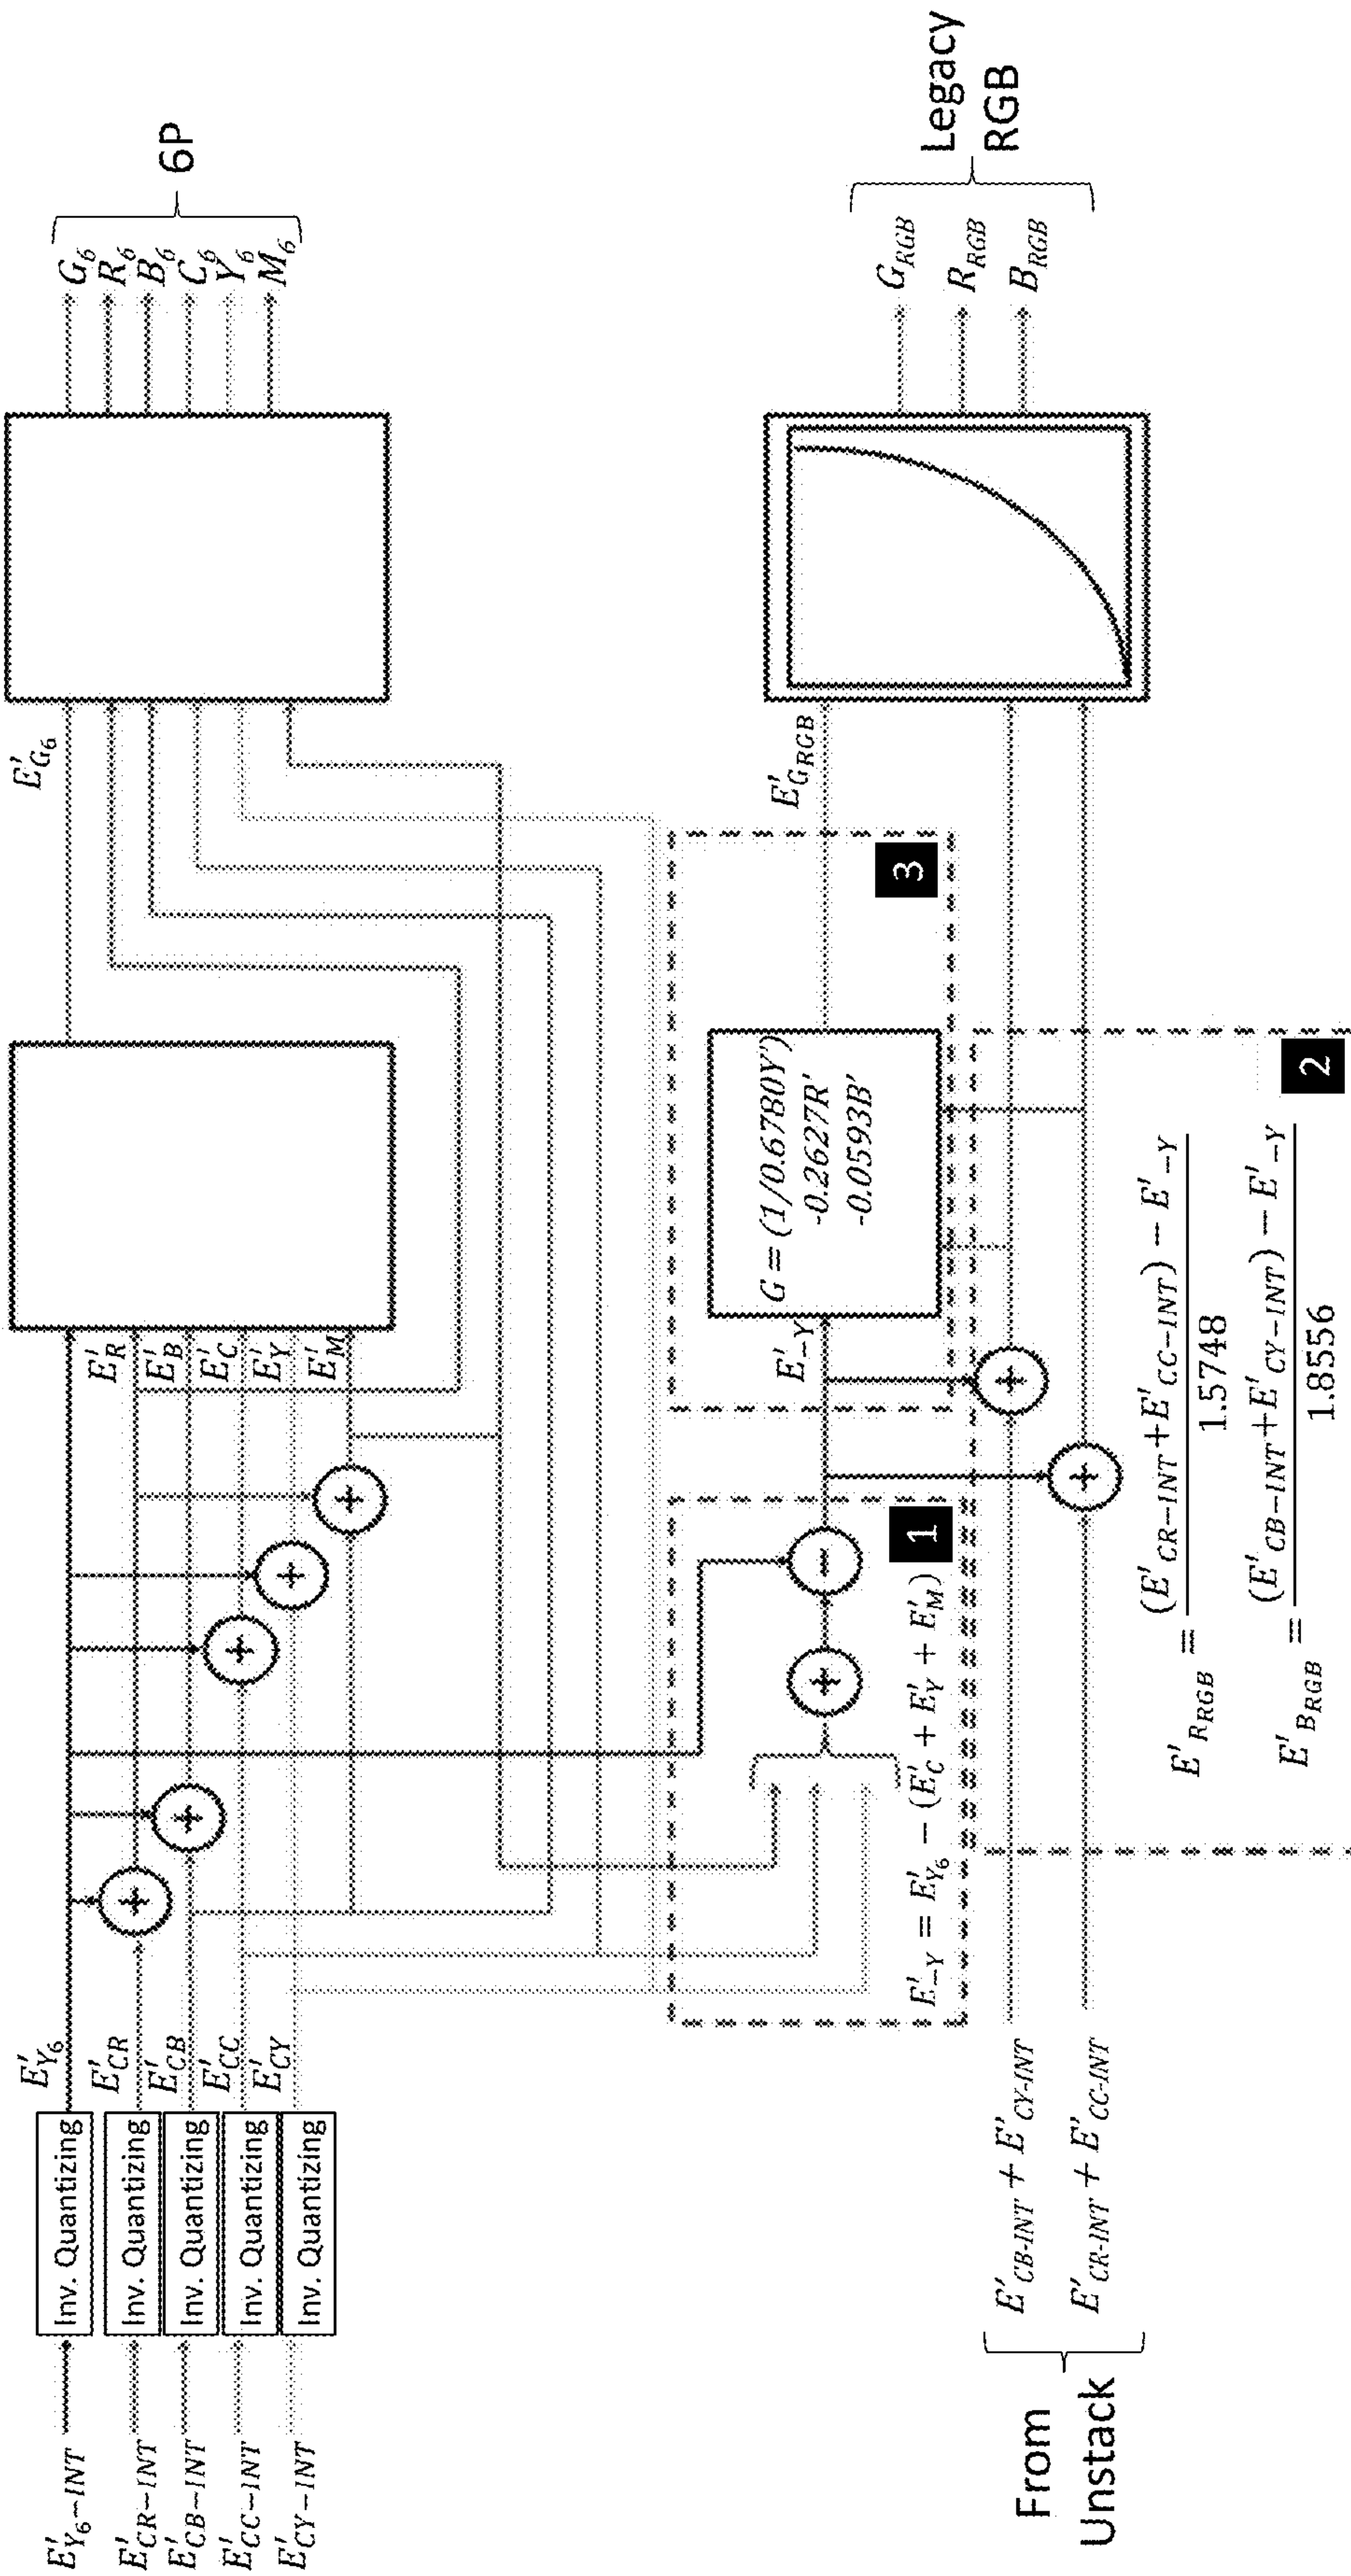 E'Y6-INT
E'CR-INT
E'CB-INT
E'CC-INT
E'CY-INT
Inv. Quantizing
Inv. Quantizing
Inv. Quantizing
Inv. Quantizing
Inv. Quantizing
E'Y6
E'CR
E'CB
E'CC
E'CY
+
+
+
+
+
E'R
E'B
E'C
E'Y
E'M
E'G6
G6
R6
B6
C6
Y6
M6
6P
+
−
E'−Y = E'Y6 − (E'C + E'Y + E'M)
1
E'−Y
G = (1/0.6780Y')
-0.2627R'
-0.0593B'
3
E'GRGB
GRGB
RRGB
BRGB
Legacy
RGB
From
Unstack
E'CB-INT + E'CY-INT
E'CR-INT + E'CC-INT
+
+
E'RRGB = (E'CR−INT+E'CC−INT) − E'−Y
1.5748
E'BRGB = (E'CB−INT+E'CY−INT) − E'−Y
1.8556
2